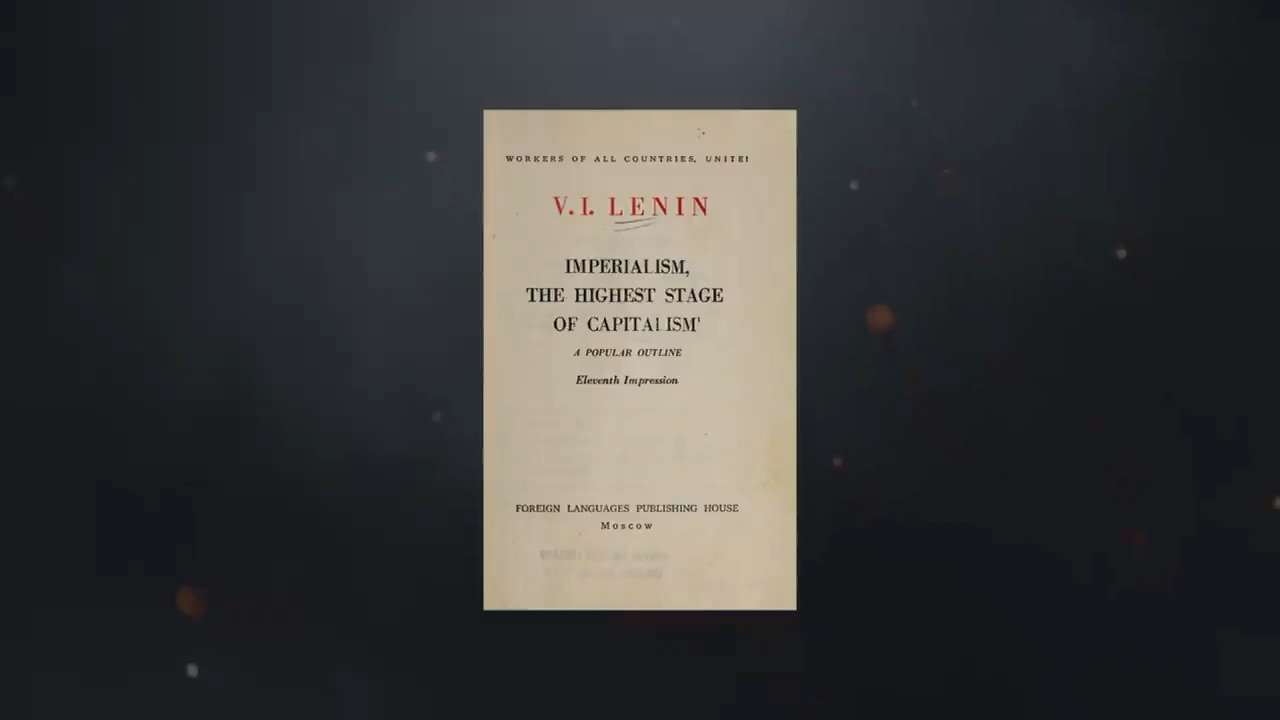 WORKERS OF ALL COUNTRIES, UNITE!
V. I. LENIN
IMPERIALISM,
THE HIGHEST STAGE
OF CAPITALISM
A POPULAR OUTLINE
Eleventh Impression
FOREIGN LANGUAGES PUBLISHING HOUSE
Moscow